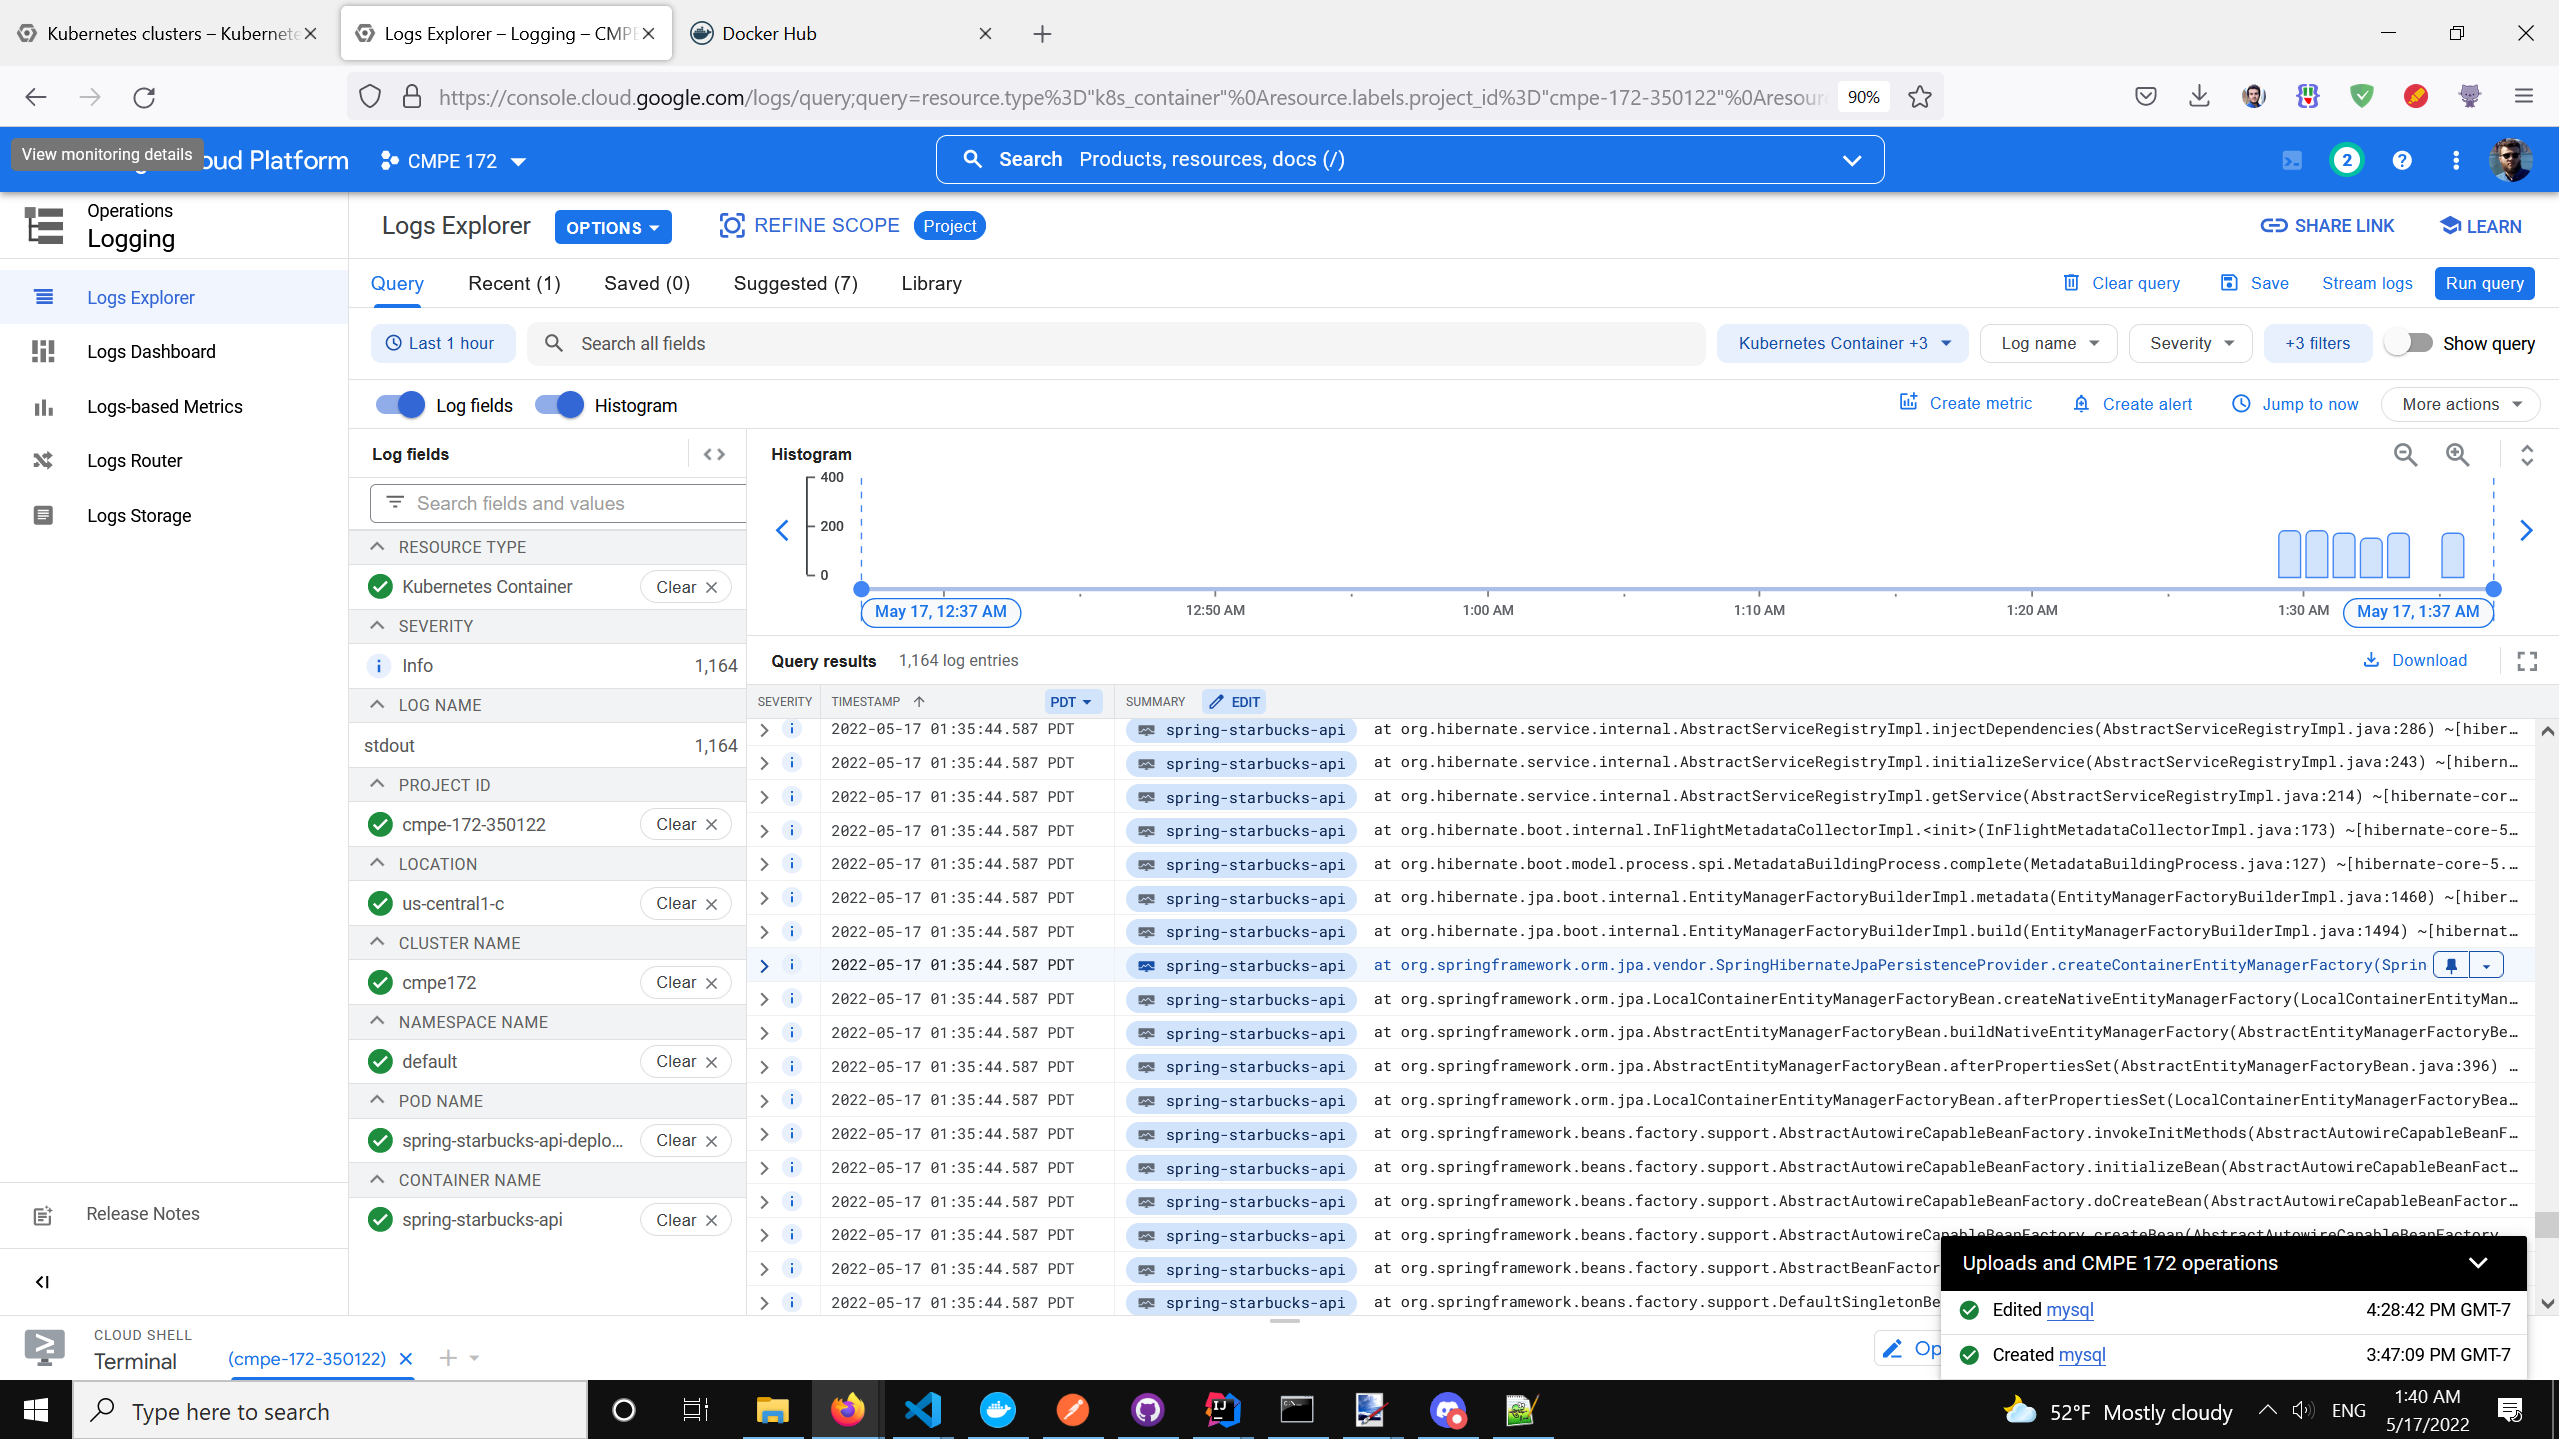 Kubernetes clusters – Kubernete
Logs Explorer – Logging – CMPE
Docker Hub
https://console.cloud.google.com/logs/query;query=resource.type%3D"k8s_container"%0Aresource.labels.project_id%3D"cmpe-172-350122"%0Aresour
90%
View monitoring details
oud Platform
CMPE 172
Search Products, resources, docs (/)
2
Operations
Logging
Logs Explorer
OPTIONS
REFINE SCOPE
Project
SHARE LINK
LEARN
Logs Explorer
Logs Dashboard
Logs-based Metrics
Logs Router
Logs Storage
Release Notes
Query
Recent (1)
Saved (0)
Suggested (7)
Library
Clear query
Save
Stream logs
Run query
Last 1 hour
Search all fields
Kubernetes Container +3
Log name
Severity
+3 filters
Show query
Log fields
Histogram
Create metric
Create alert
Jump to now
More actions
Log fields
Search fields and values
RESOURCE TYPE
Kubernetes Container Clear
SEVERITY
Info 1,164
LOG NAME
stdout 1,164
PROJECT ID
cmpe-172-350122 Clear
LOCATION
us-central1-c Clear
CLUSTER NAME
cmpe172 Clear
NAMESPACE NAME
default Clear
POD NAME
spring-starbucks-api-deplo... Clear
CONTAINER NAME
spring-starbucks-api Clear
Histogram
400
200
0
May 17, 12:37 AM
12:50 AM
1:00 AM
1:10 AM
1:20 AM
1:30 AM
May 17, 1:37 AM
Query results 1,164 log entries
Download
SEVERITY TIMESTAMP PDT SUMMARY EDIT
2022-05-17 01:35:44.587 PDT spring-starbucks-api at org.hibernate.service.internal.AbstractServiceRegistryImpl.injectDependencies(AbstractServiceRegistryImpl.java:286) ~[hiber…
2022-05-17 01:35:44.587 PDT spring-starbucks-api at org.hibernate.service.internal.AbstractServiceRegistryImpl.initializeService(AbstractServiceRegistryImpl.java:243) ~[hibern…
2022-05-17 01:35:44.587 PDT spring-starbucks-api at org.hibernate.service.internal.AbstractServiceRegistryImpl.getService(AbstractServiceRegistryImpl.java:214) ~[hibernate-cor…
2022-05-17 01:35:44.587 PDT spring-starbucks-api at org.hibernate.boot.internal.InFlightMetadataCollectorImpl.<init>(InFlightMetadataCollectorImpl.java:173) ~[hibernate-core-5…
2022-05-17 01:35:44.587 PDT spring-starbucks-api at org.hibernate.boot.model.process.spi.MetadataBuildingProcess.complete(MetadataBuildingProcess.java:127) ~[hibernate-core-5.…
2022-05-17 01:35:44.587 PDT spring-starbucks-api at org.hibernate.jpa.boot.internal.EntityManagerFactoryBuilderImpl.metadata(EntityManagerFactoryBuilderImpl.java:1460) ~[hiber…
2022-05-17 01:35:44.587 PDT spring-starbucks-api at org.hibernate.jpa.boot.internal.EntityManagerFactoryBuilderImpl.build(EntityManagerFactoryBuilderImpl.java:1494) ~[hibernat…
2022-05-17 01:35:44.587 PDT spring-starbucks-api at org.springframework.orm.jpa.vendor.SpringHibernateJpaPersistenceProvider.createContainerEntityManagerFactory(Sprin
2022-05-17 01:35:44.587 PDT spring-starbucks-api at org.springframework.orm.jpa.LocalContainerEntityManagerFactoryBean.createNativeEntityManagerFactory(LocalContainerEntityMan…
2022-05-17 01:35:44.587 PDT spring-starbucks-api at org.springframework.orm.jpa.AbstractEntityManagerFactoryBean.buildNativeEntityManagerFactory(AbstractEntityManagerFactoryBe…
2022-05-17 01:35:44.587 PDT spring-starbucks-api at org.springframework.orm.jpa.AbstractEntityManagerFactoryBean.afterPropertiesSet(AbstractEntityManagerFactoryBean.java:396) …
2022-05-17 01:35:44.587 PDT spring-starbucks-api at org.springframework.orm.jpa.LocalContainerEntityManagerFactoryBean.afterPropertiesSet(LocalContainerEntityManagerFactoryBea…
2022-05-17 01:35:44.587 PDT spring-starbucks-api at org.springframework.beans.factory.support.AbstractAutowireCapableBeanFactory.invokeInitMethods(AbstractAutowireCapableBeanF…
2022-05-17 01:35:44.587 PDT spring-starbucks-api at org.springframework.beans.factory.support.AbstractAutowireCapableBeanFactory.initializeBean(AbstractAutowireCapableBeanFact…
2022-05-17 01:35:44.587 PDT spring-starbucks-api at org.springframework.beans.factory.support.AbstractAutowireCapableBeanFactory.doCreateBean(AbstractAutowireCapableBeanFactor…
2022-05-17 01:35:44.587 PDT spring-starbucks-api at org.springframework.beans.factory.support.AbstractAutowireCapableBeanFactory.createBean(AbstractAutowireCapableBeanFactory
2022-05-17 01:35:44.587 PDT spring-starbucks-api at org.springframework.beans.factory.support.AbstractBeanFactor
2022-05-17 01:35:44.587 PDT spring-starbucks-api at org.springframework.beans.factory.support.DefaultSingletonBe
Uploads and CMPE 172 operations
Edited mysql 4:28:42 PM GMT-7
Created mysql 3:47:09 PM GMT-7
CLOUD SHELL
Terminal
(cmpe-172-350122)
Op
Type here to search
52°F Mostly cloudy
ENG
1:40 AM
5/17/2022